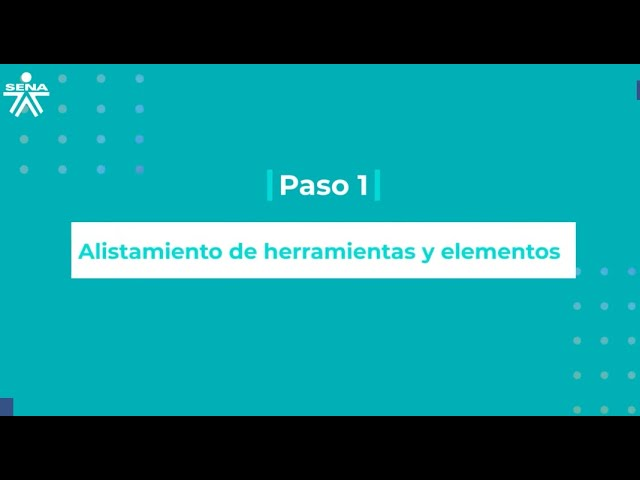 SENA
Paso 1
Alistamiento de herramientas y elementos